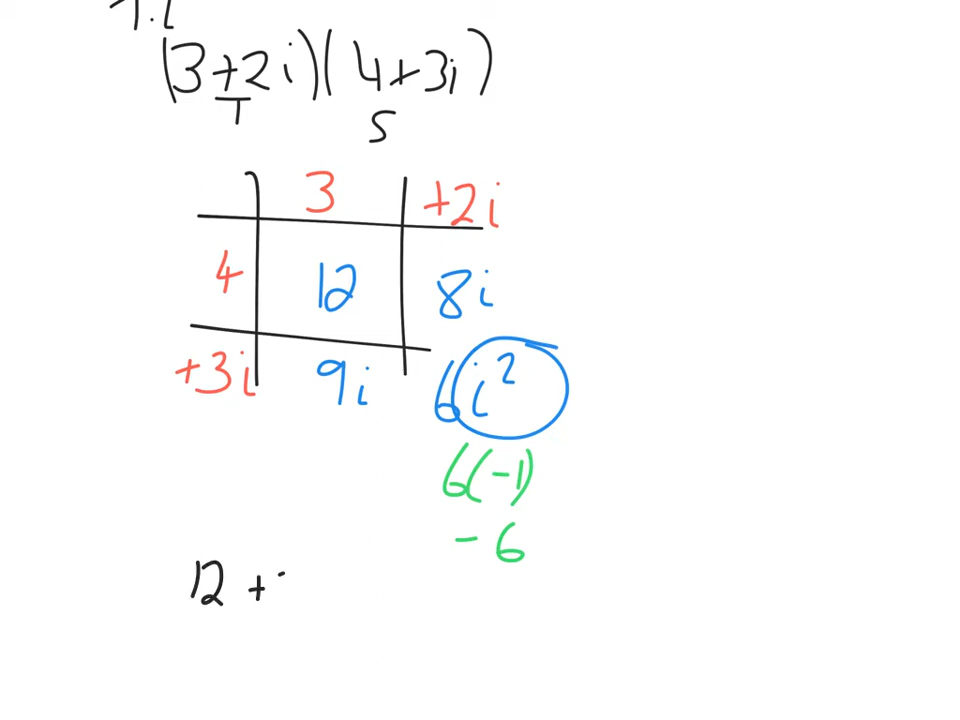 (3+2i)(4+3i)
T S
3 +2i
4 12 8i
+3i 9i 6i²
6(-1)
-6
12 +